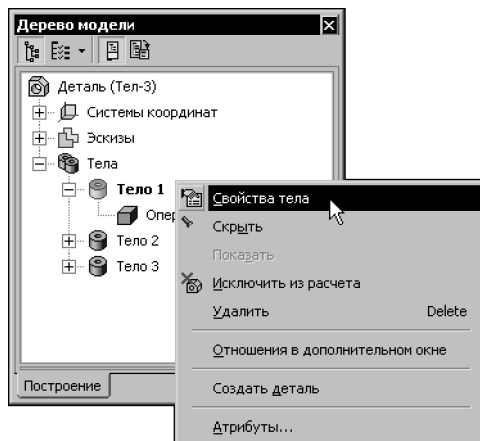 Дерево модели
Деталь (Тел-3)
Системы координат
Эскизы
Тела
Тело 1
Опер
Тело 2
Тело 3
Построение
Свойства тела
Скрыть
Показать
Исключить из расчета
Удалить Delete
Отношения в дополнительном окне
Создать деталь
Атрибуты...